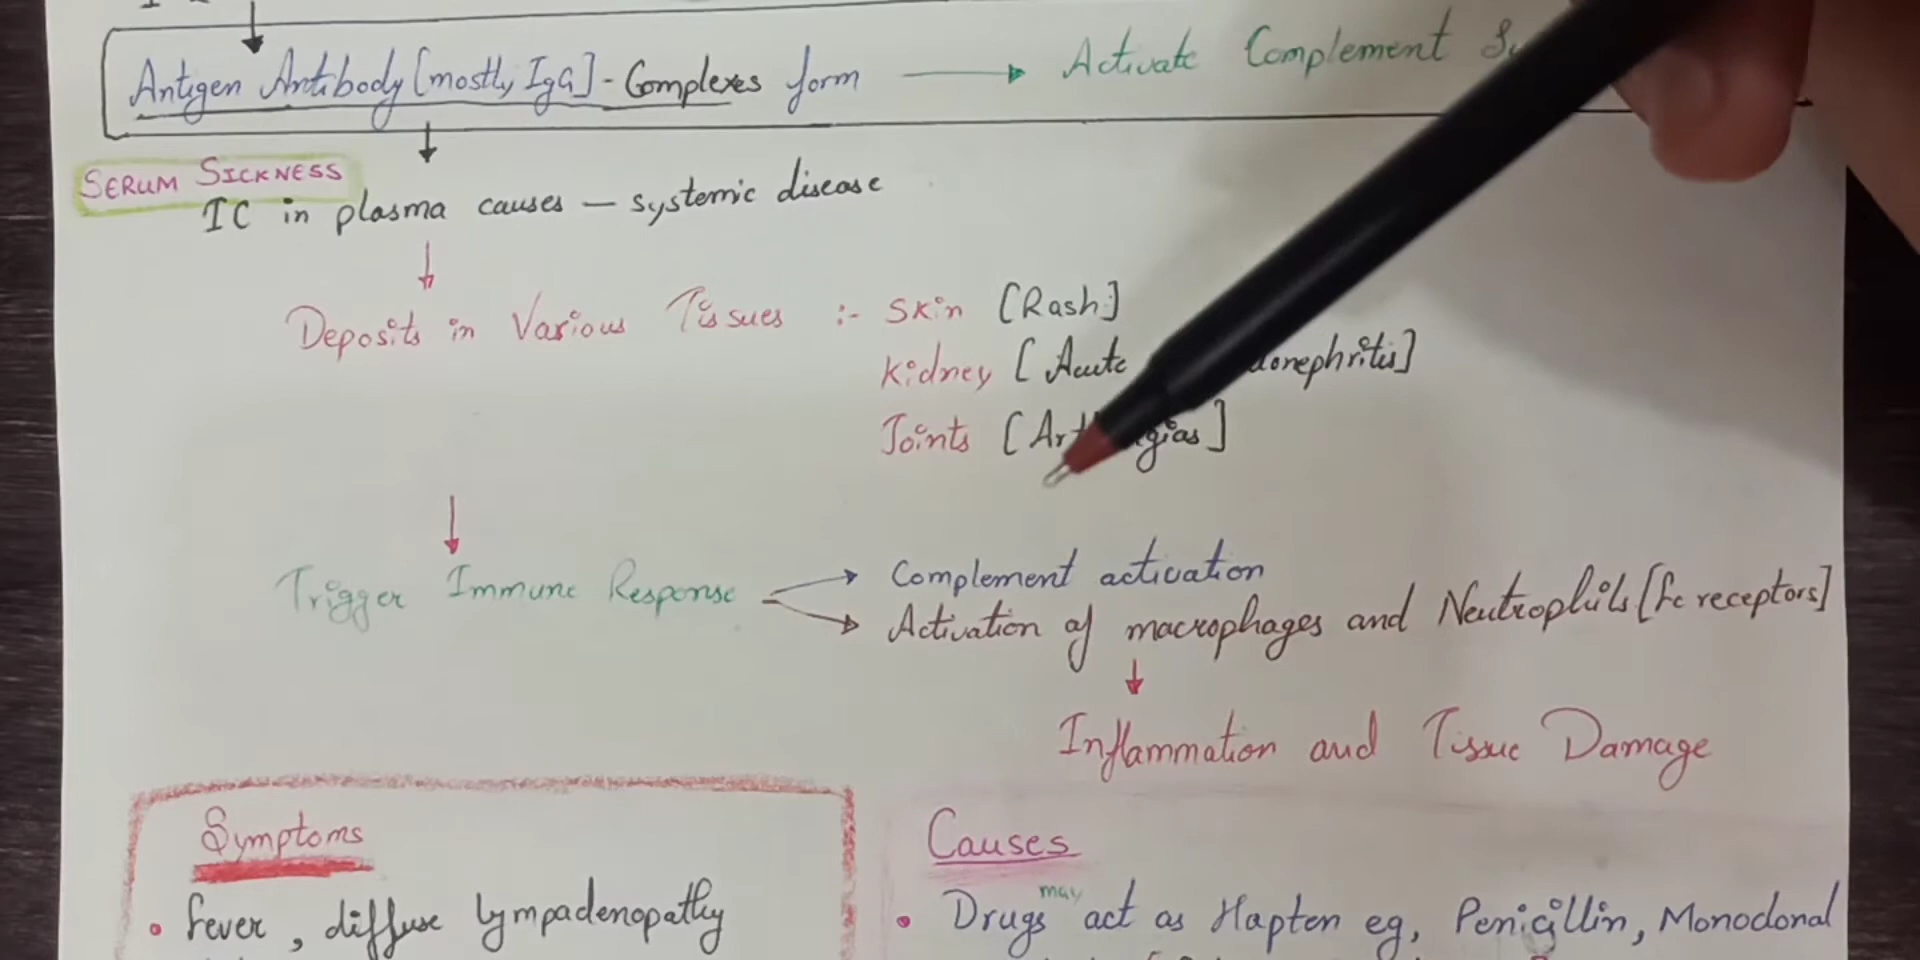 Antigen Antibody [mostly IgG] - Complexes form → Activate Complement
SERUM SICKNESS
IC in plasma causes — systemic disease
Deposits in Various Tissues :- Skin [Rash]
Kidney [Acute
Joints [
Trigger Immune Response → Complement activation
→ Activation of macrophages and Neutrophils [Fc receptors]
Inflammation and Tissue Damage
Symptoms
• Fever, diffuse lympadenopathy
Causes
• Drugs may act as Hapten eg, Penicillin, Monoclonal